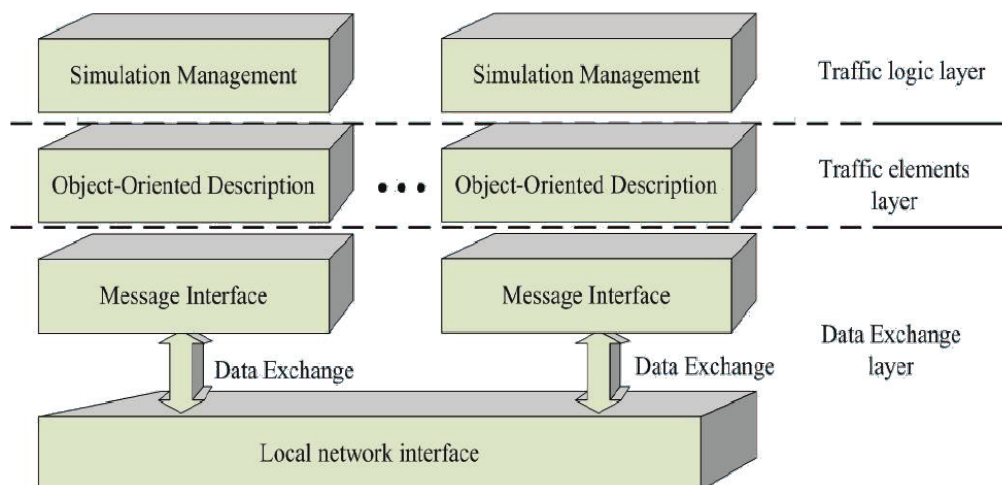 Simulation Management
Simulation Management
Traffic logic layer
Object-Oriented Description
Object-Oriented Description
Traffic elements
layer
Message Interface
Message Interface
Data Exchange
Data Exchange
Data Exchange
layer
Local network interface